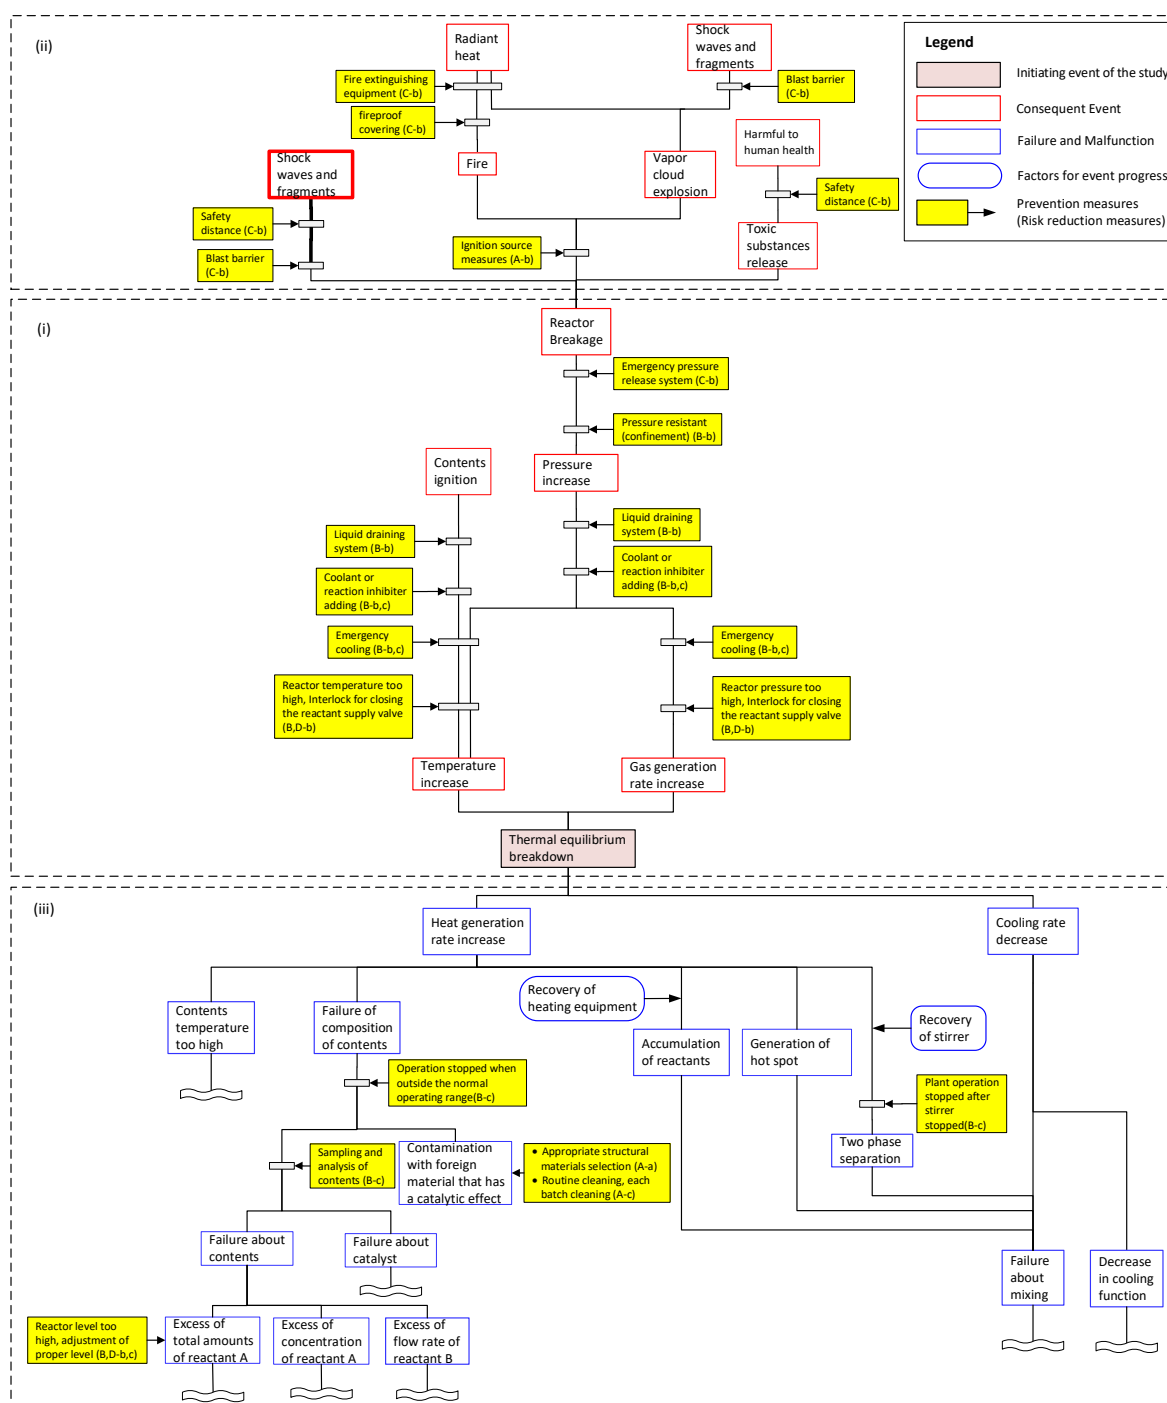 (ii)
Radiant
heat
Shock
waves and
fragments
Fire extinguishing
equipment (C-b)
Blast barrier
(C-b)
fireproof
covering (C-b)
Harmful to
human health
Shock
waves and
fragments
Fire
Vapor
cloud
explosion
Safety
distance (C-b)
Safety
distance (C-b)
Ignition source
measures (A-b)
Toxic
substances
release
Blast barrier
(C-b)
Legend
Initiating event of the study
Consequent Event
Failure and Malfunction
Factors for event progress
Prevention measures
(Risk reduction measures)
(i)
Reactor
Breakage
Emergency pressure
release system (C-b)
Pressure resistant
(confinement) (B-b)
Contents
ignition
Pressure
increase
Liquid draining
system (B-b)
Liquid draining
system (B-b)
Coolant or
reaction inhibiter
adding (B-b,c)
Coolant or
reaction inhibiter
adding (B-b,c)
Emergency
cooling (B-b,c)
Emergency
cooling (B-b,c)
Reactor temperature too
high, Interlock for closing
the reactant supply valve
(B,D-b)
Reactor pressure too
high, Interlock for closing
the reactant supply valve
(B,D-b)
Temperature
increase
Gas generation
rate increase
Thermal equilibrium
breakdown
(iii)
Heat generation
rate increase
Cooling rate
decrease
Recovery of
heating equipment
Contents
temperature
too high
Failure of
composition
of contents
Accumulation
of reactants
Generation of
hot spot
Recovery
of stirrer
Operation stopped when
outside the normal
operating range(B-c)
Plant operation
stopped after
stirrer
stopped(B-c)
Two phase
separation
Sampling and
analysis of
contents (B-c)
Contamination
with foreign
material that has
a catalytic effect
• Appropriate structural
materials selection (A-a)
• Routine cleaning, each
batch cleaning (A-c)
Failure about
contents
Failure about
catalyst
Failure
about
mixing
Decrease
in cooling
function
Reactor level too
high, adjustment of
proper level (B,D-b,c)
Excess of
total amounts
of reactant A
Excess of
concentration
of reactant A
Excess of
flow rate of
reactant B